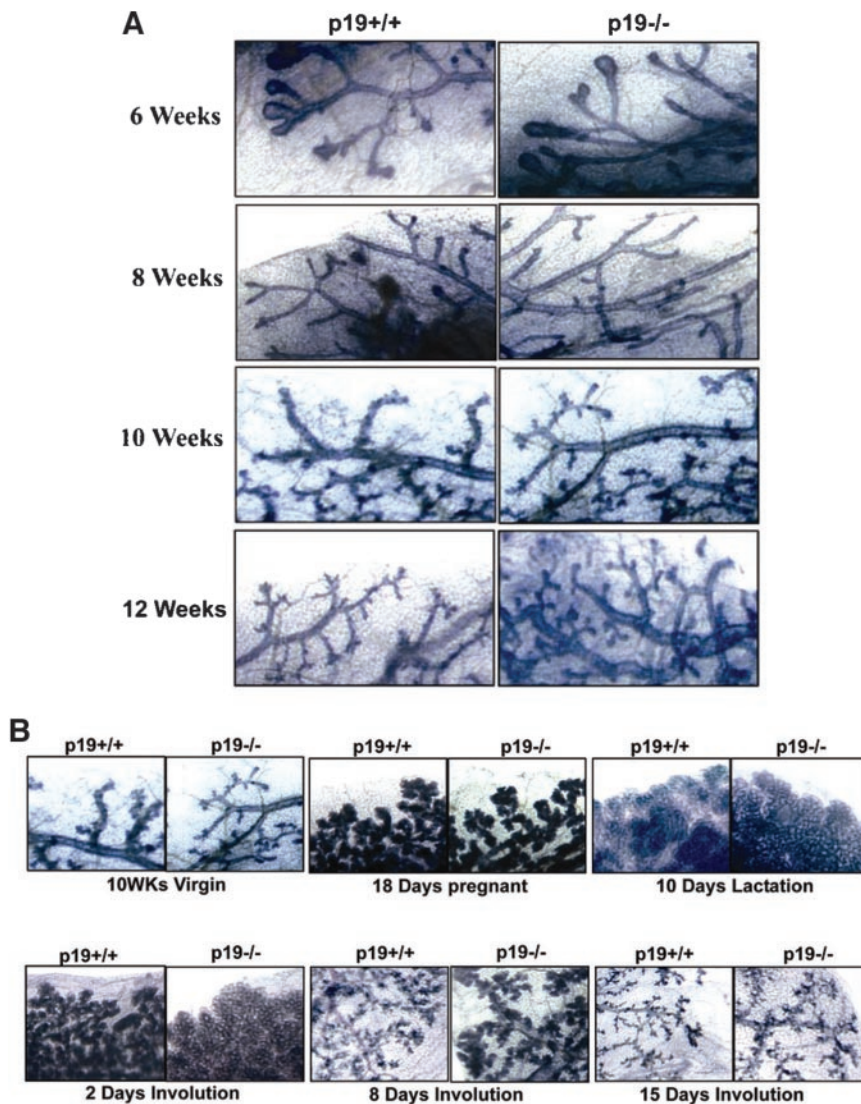 A
p19+/+ p19-/-
6 Weeks
8 Weeks
10 Weeks
12 Weeks
B
p19+/+ p19-/- p19+/+ p19-/- p19+/+ p19-/-
10WKs Virgin 18 Days pregnant 10 Days Lactation
p19+/+ p19-/- p19+/+ p19-/- p19+/+ p19-/-
2 Days Involution 8 Days Involution 15 Days Involution